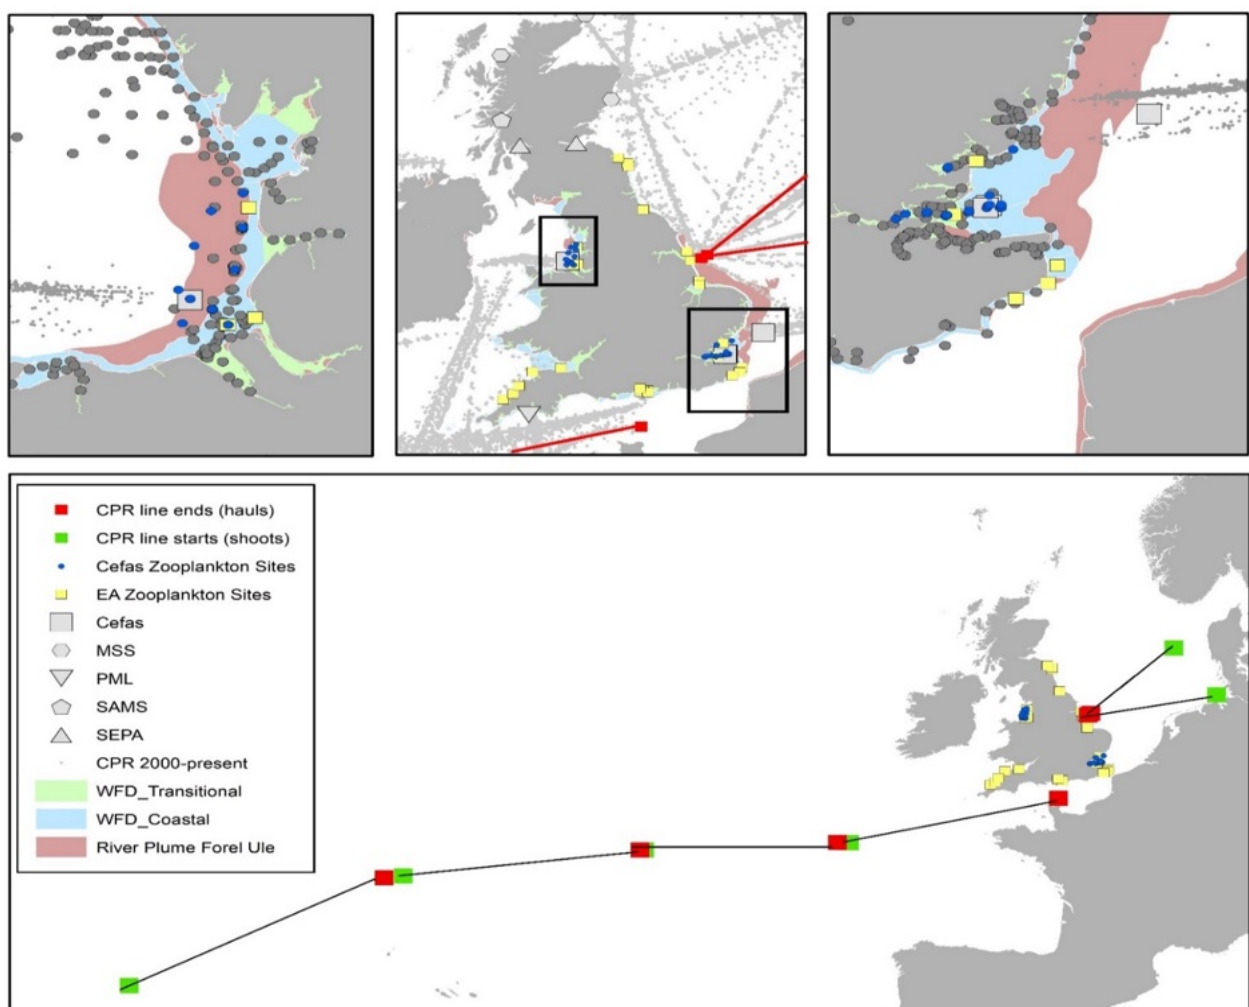 CPR line ends (hauls)
CPR line starts (shoots)
Cefas Zooplankton Sites
EA Zooplankton Sites
Cefas
MSS
PML
SAMS
SEPA
CPR 2000-present
WFD_Transitional
WFD_Coastal
River Plume Forel Ule